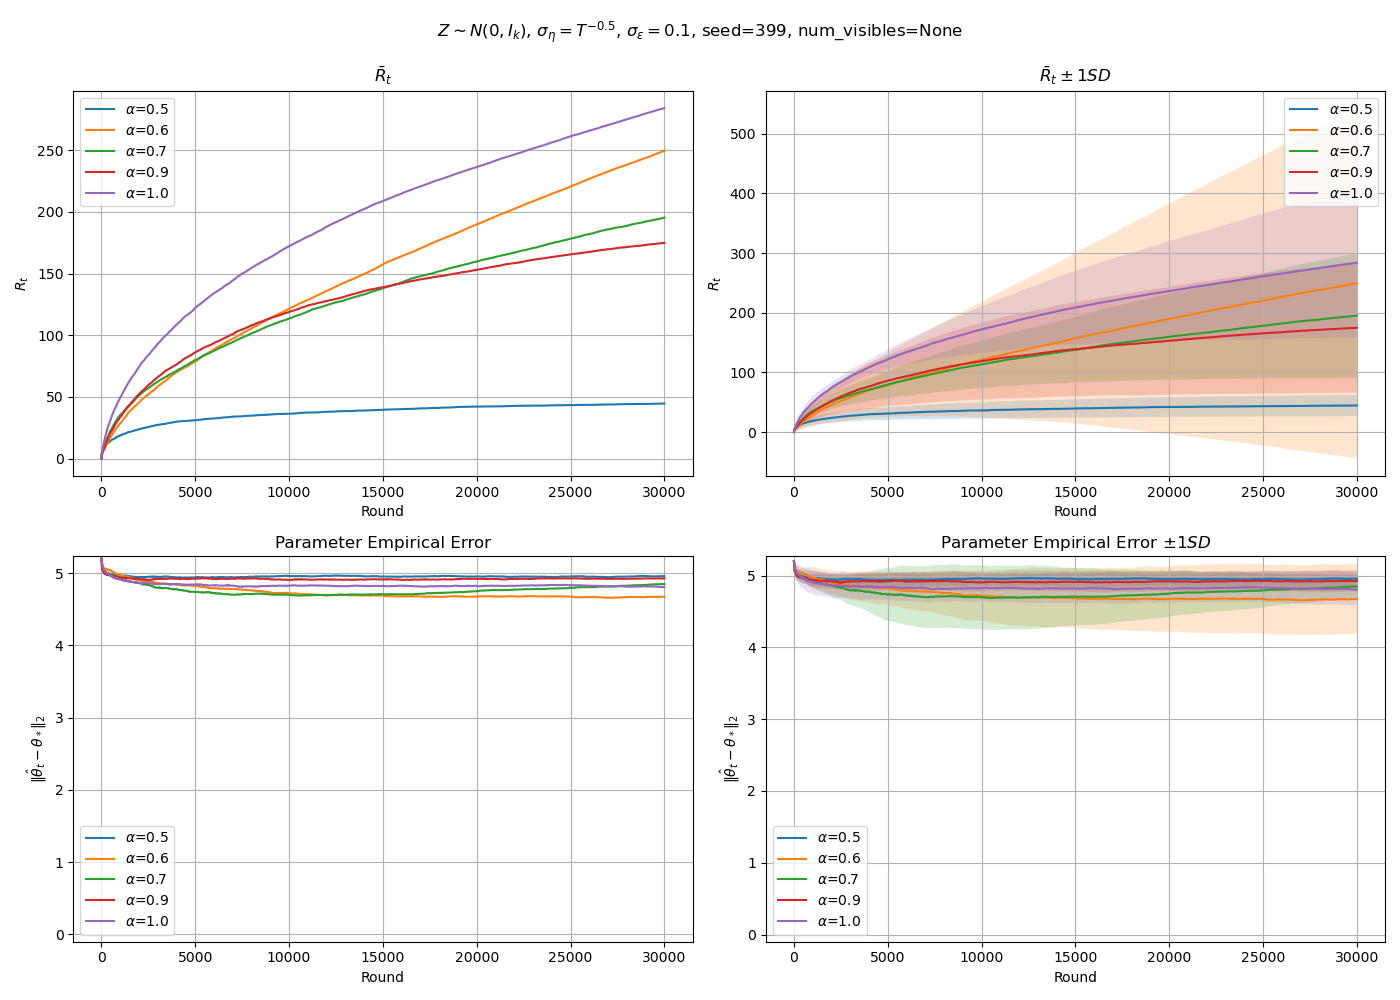 Z ∼ N(0, I_k), σ_η = T^{−0.5}, σ_ε = 0.1, seed=399, num_visibles=None
R̄_t
R_t
250
200
150
100
50
0
α=0.5
α=0.6
α=0.7
α=0.9
α=1.0
0 5000 10000 15000 20000 25000 30000
Round
R̄_t ± 1SD
R_t
500
400
300
200
100
0
α=0.5
α=0.6
α=0.7
α=0.9
α=1.0
0 5000 10000 15000 20000 25000 30000
Round
Parameter Empirical Error
‖θ̂_t − θ_*‖_2
5
4
3
2
1
0
α=0.5
α=0.6
α=0.7
α=0.9
α=1.0
0 5000 10000 15000 20000 25000 30000
Round
Parameter Empirical Error ±1SD
‖θ̂_t − θ_*‖_2
5
4
3
2
1
0
α=0.5
α=0.6
α=0.7
α=0.9
α=1.0
0 5000 10000 15000 20000 25000 30000
Round